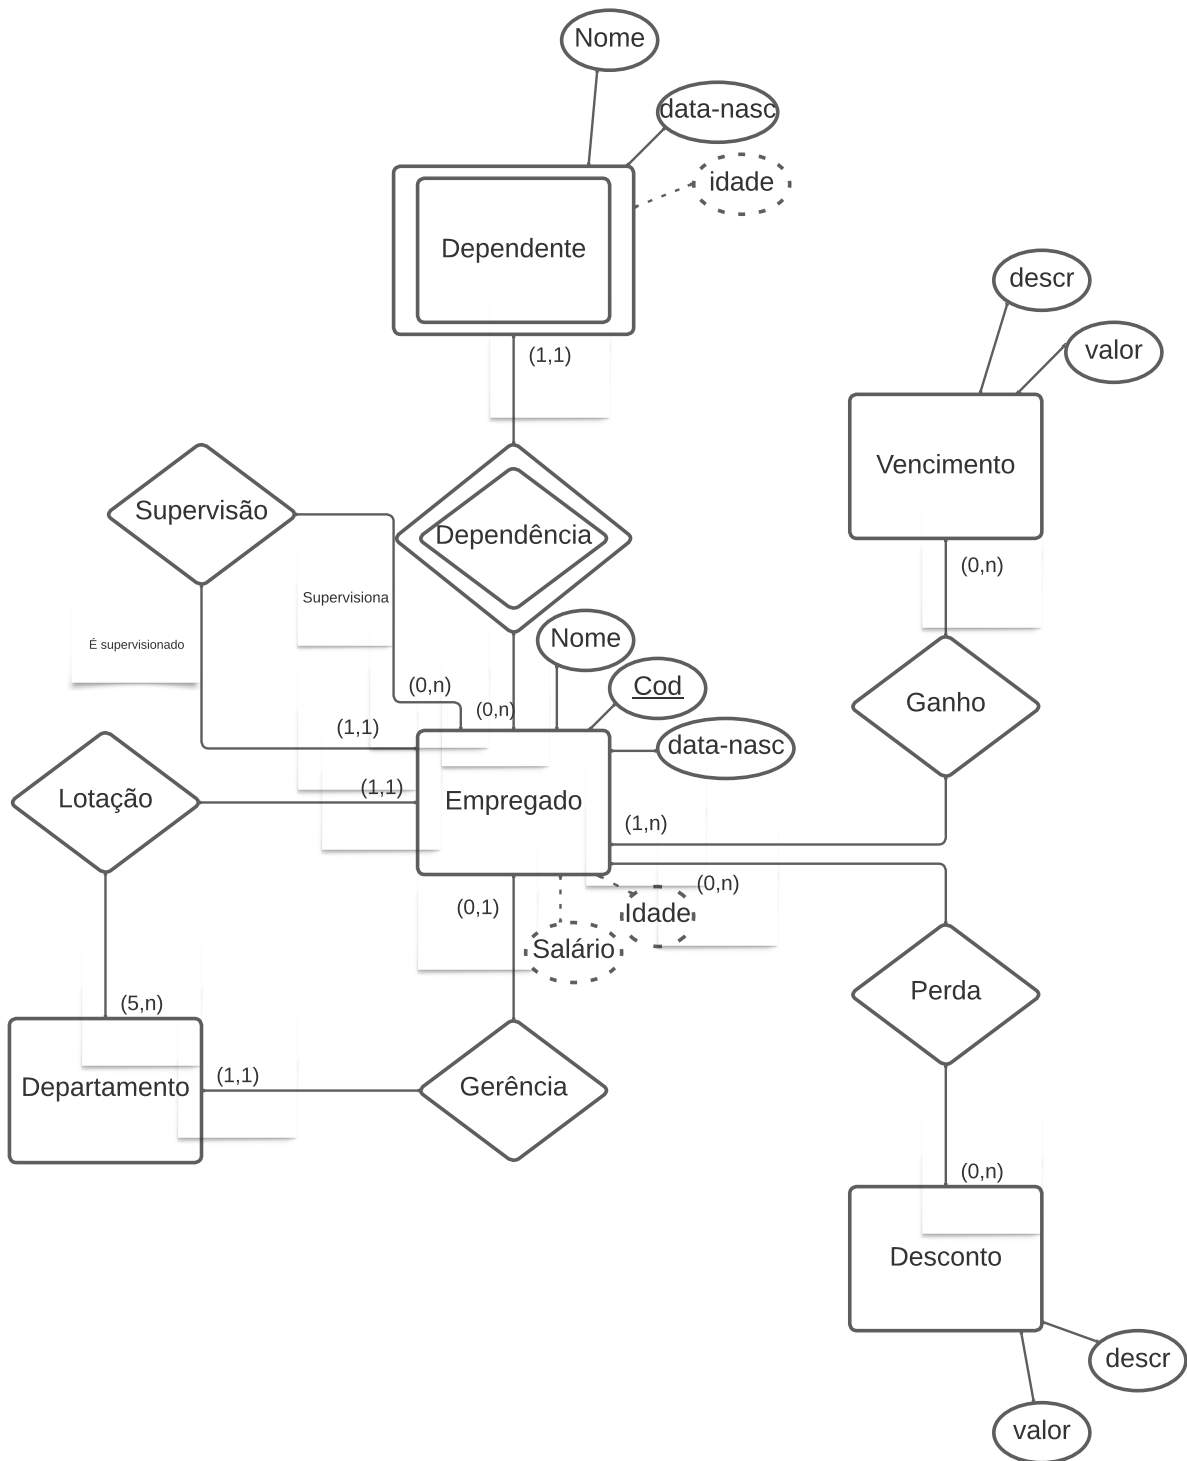 Nome
data-nasc
idade
Dependente
descr
valor
(1,1)
Vencimento
Supervisão
Dependência
(0,n)
Supervisiona
É supervisionado
Nome
Cod
(0,n)
(0,n)
Ganho
(1,1)
data-nasc
(1,1)
Lotação
Empregado
(1,n)
(0,n)
(0,1)
Idade
Salário
Perda
(5,n)
(1,1)
Departamento
Gerência
(0,n)
Desconto
descr
valor